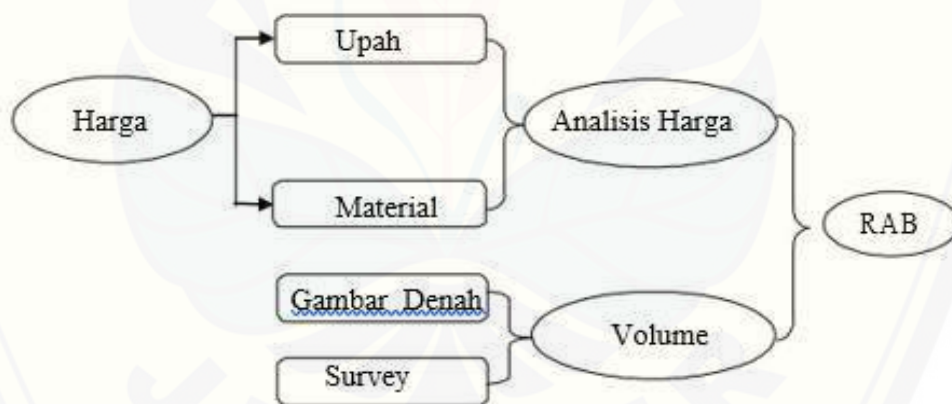 Upah
Harga
Analisis Harga
Material
RAB
Gambar Denah
Volume
Survey